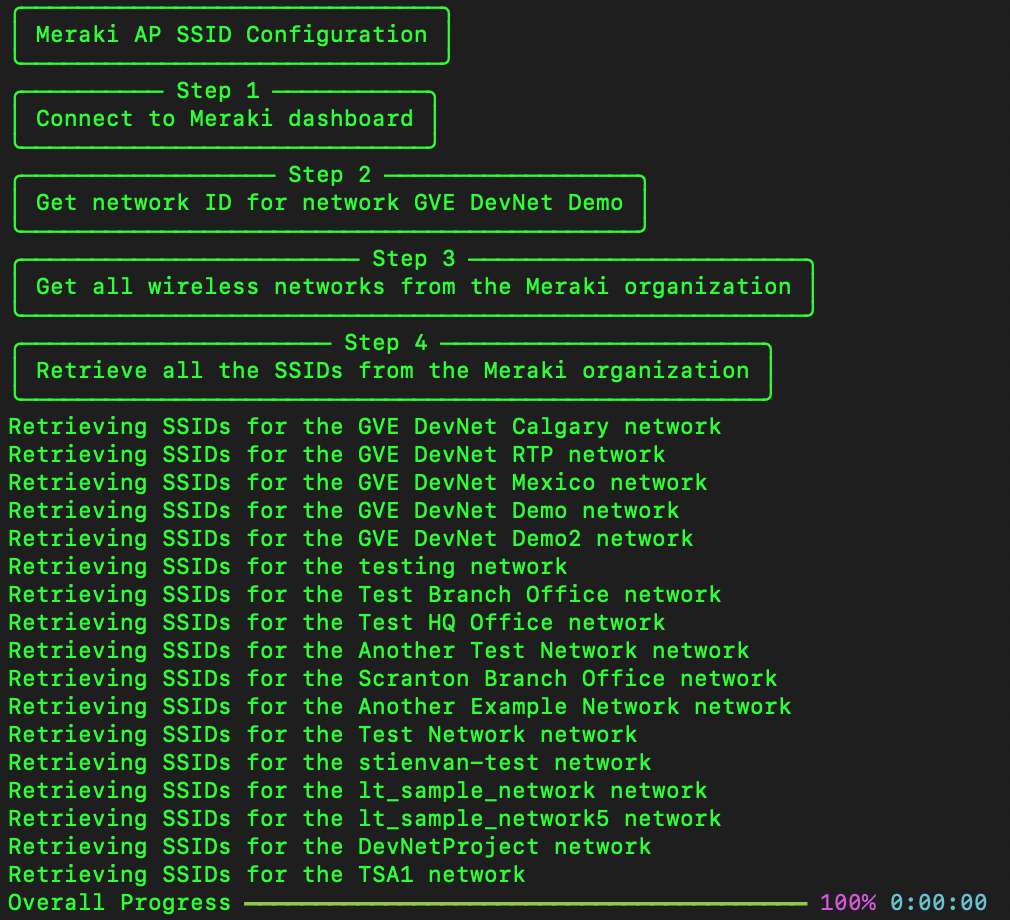 Meraki AP SSID Configuration
Step 1
Connect to Meraki dashboard
Step 2
Get network ID for network GVE DevNet Demo
Step 3
Get all wireless networks from the Meraki organization
Step 4
Retrieve all the SSIDs from the Meraki organization
Retrieving SSIDs for the GVE DevNet Calgary network
Retrieving SSIDs for the GVE DevNet RTP network
Retrieving SSIDs for the GVE DevNet Mexico network
Retrieving SSIDs for the GVE DevNet Demo network
Retrieving SSIDs for the GVE DevNet Demo2 network
Retrieving SSIDs for the testing network
Retrieving SSIDs for the Test Branch Office network
Retrieving SSIDs for the Test HQ Office network
Retrieving SSIDs for the Another Test Network network
Retrieving SSIDs for the Scranton Branch Office network
Retrieving SSIDs for the Another Example Network network
Retrieving SSIDs for the Test Network network
Retrieving SSIDs for the stienvan-test network
Retrieving SSIDs for the lt_sample_network network
Retrieving SSIDs for the lt_sample_network5 network
Retrieving SSIDs for the DevNetProject network
Retrieving SSIDs for the TSA1 network
Overall Progress 100% 0:00:00